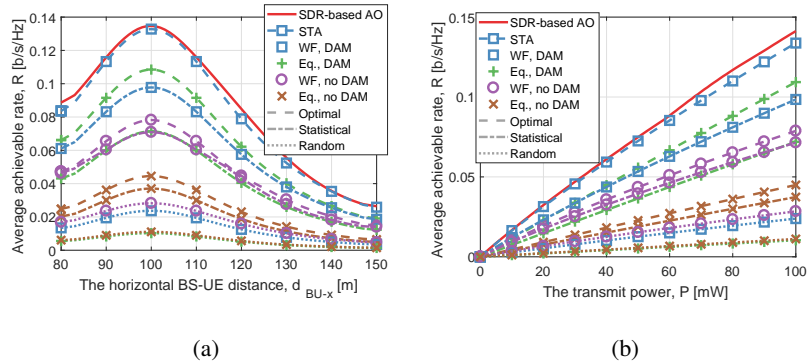 0.14
0.12
0.1
0.08
0.06
0.04
0.02
0
80 90 100 110 120 130 140 150
Average achievable rate, R [b/s/Hz]
The horizontal BS-UE distance, d BU-x [m]
SDR-based AO
STA
WF, DAM
Eq., DAM
WF, no DAM
Eq., no DAM
Optimal
Statistical
Random
(a)
0.15
0.1
0.05
0
0 20 40 60 80 100
Average achievable rate, R [b/s/Hz]
The transmit power, P [mW]
SDR-based AO
STA
WF, DAM
Eq., DAM
WF, no DAM
Eq., no DAM
Optimal
Statistical
Random
(b)